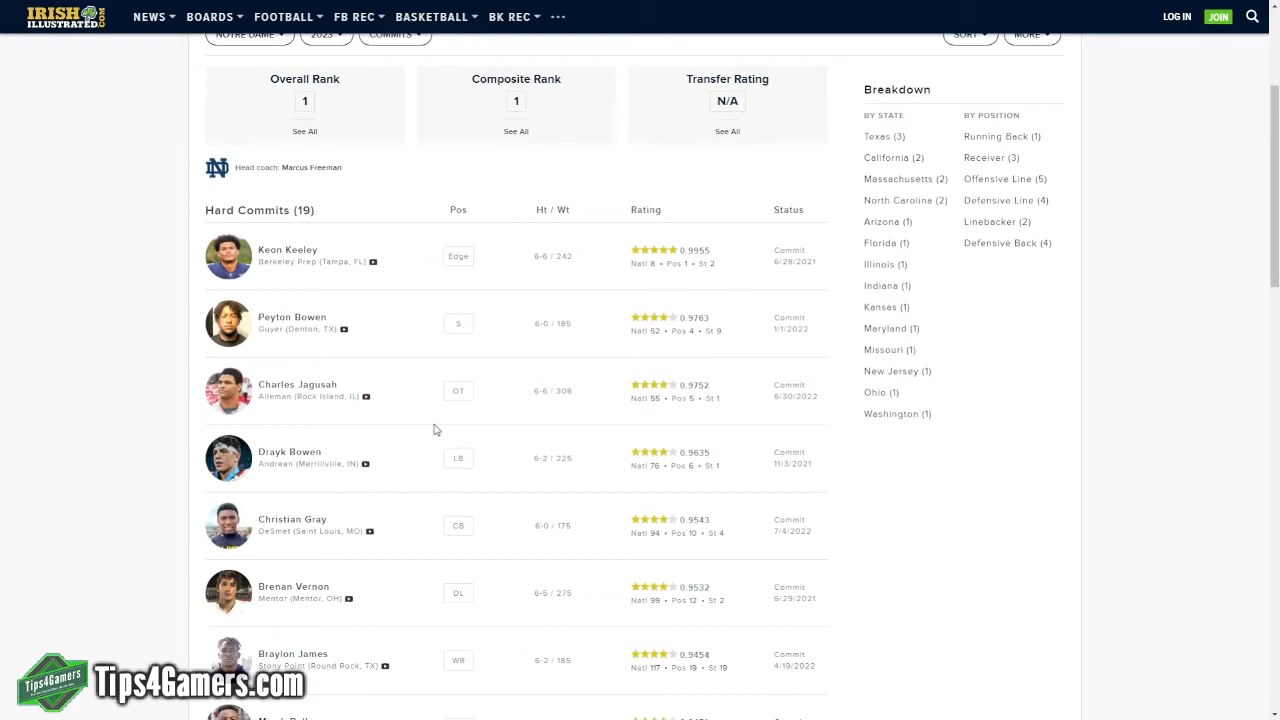 IRISH ILLUSTRATED.COM NEWS BOARDS FOOTBALL FB REC BASKETBALL BK REC ••• LOG IN JOIN
NOTRE DAME 2023 COMMITS SORT MORE
Overall Rank
1
See All
Composite Rank
1
See All
Transfer Rating
N/A
See All
Head coach: Marcus Freeman
Hard Commits (19) Pos Ht / Wt Rating Status
Keon Keeley
Berkeley Prep (Tampa, FL)
Edge
6-6 / 242
0.9955
Natl 8 • Pos 1 • St 2
Commit
6/28/2021
Peyton Bowen
Guyer (Denton, TX)
S
6-0 / 185
0.9763
Natl 52 • Pos 4 • St 9
Commit
1/1/2022
Charles Jagusah
Alleman (Rock Island, IL)
OT
6-6 / 308
0.9752
Natl 55 • Pos 5 • St 1
Commit
6/30/2022
Drayk Bowen
Andrean (Merrillville, IN)
LB
6-2 / 225
0.9635
Natl 76 • Pos 6 • St 1
Commit
11/3/2021
Christian Gray
DeSmet (Saint Louis, MO)
CB
6-0 / 175
0.9543
Natl 94 • Pos 10 • St 4
Commit
7/4/2022
Brenan Vernon
Mentor (Mentor, OH)
DL
6-5 / 275
0.9532
Natl 99 • Pos 12 • St 2
Commit
6/29/2021
Braylon James
Stony Point (Round Rock, TX)
WR
6-2 / 185
0.9454
Natl 117 • Pos 19 • St 19
Commit
4/19/2022
Breakdown
BY STATE
Texas (3)
California (2)
Massachusetts (2)
North Carolina (2)
Arizona (1)
Florida (1)
Illinois (1)
Indiana (1)
Kansas (1)
Maryland (1)
Missouri (1)
New Jersey (1)
Ohio (1)
Washington (1)
BY POSITION
Running Back (1)
Receiver (3)
Offensive Line (5)
Defensive Line (4)
Linebacker (2)
Defensive Back (4)
Tips4Gamers
Tips4Gamers.com